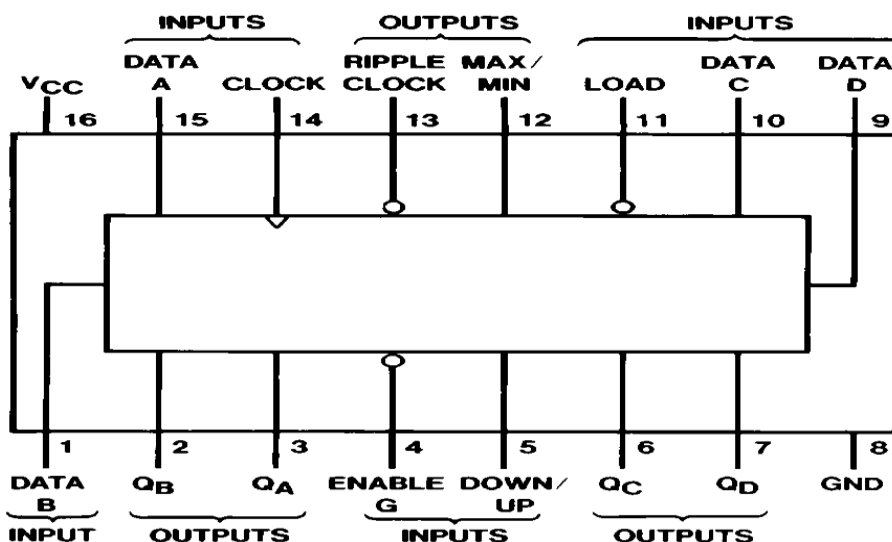 INPUTS OUTPUTS INPUTS
DATA RIPPLE MAX/ DATA DATA
VCC A CLOCK CLOCK MIN LOAD C D
16 15 14 13 12 11 10 9
1 2 3 4 5 6 7 8
DATA QB QA ENABLE DOWN/ QC QD GND
B G UP
INPUT OUTPUTS INPUTS OUTPUTS